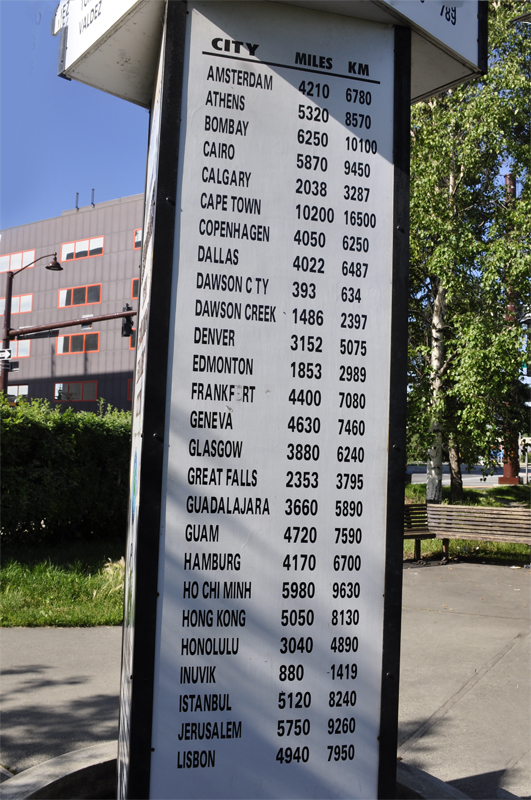 VALDEZ
789
CITY MILES KM
AMSTERDAM 4210 6780
ATHENS 5320 8570
BOMBAY 6250 10100
CAIRO 5870 9450
CALGARY 2038 3287
CAPE TOWN 10200 16500
COPENHAGEN 4050 6250
DALLAS 4022 6487
DAWSON C TY 393 634
DAWSON CREEK 1486 2397
DENVER 3152 5075
EDMONTON 1853 2989
FRANKF RT 4400 7080
GENEVA 4630 7460
GLASGOW 3880 6240
GREAT FALLS 2353 3795
GUADALAJARA 3660 5890
GUAM 4720 7590
HAMBURG 4170 6700
HO CHI MINH 5980 9630
HONG KONG 5050 8130
HONOLULU 3040 4890
INUVIK 880 1419
ISTANBUL 5120 8240
JERUSALEM 5750 9260
LISBON 4940 7950